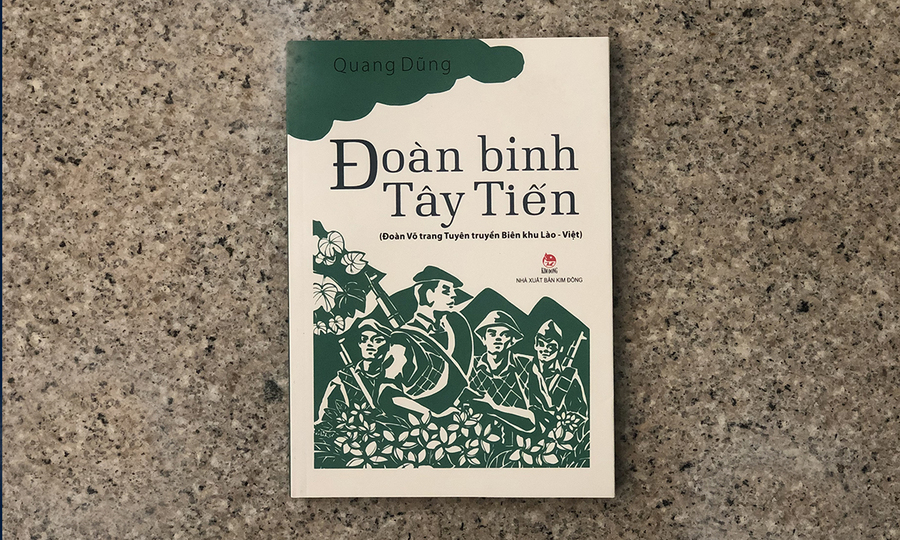 Quang Dũng
Đoàn binh
Tây Tiến
(Đoàn Võ trang Tuyên truyền Biên khu Lào - Việt)
KIM ĐỒNG
NHÀ XUẤT BẢN KIM ĐỒNG